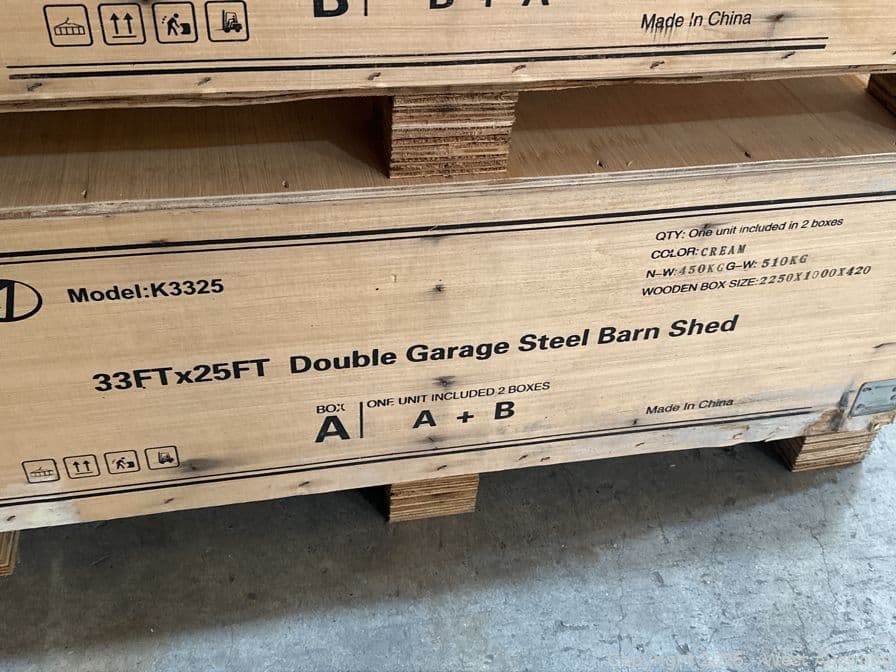 B | B + A
Made In China
QTY: One unit included in 2 boxes
COLOR:CREAM
N-W:450KGG-W: 510KG
WOODEN BOX SIZE:2250X1000X420
Model:K3325
33FTx25FT Double Garage Steel Barn Shed
BOX
A
ONE UNIT INCLUDED 2 BOXES
A + B
Made In China